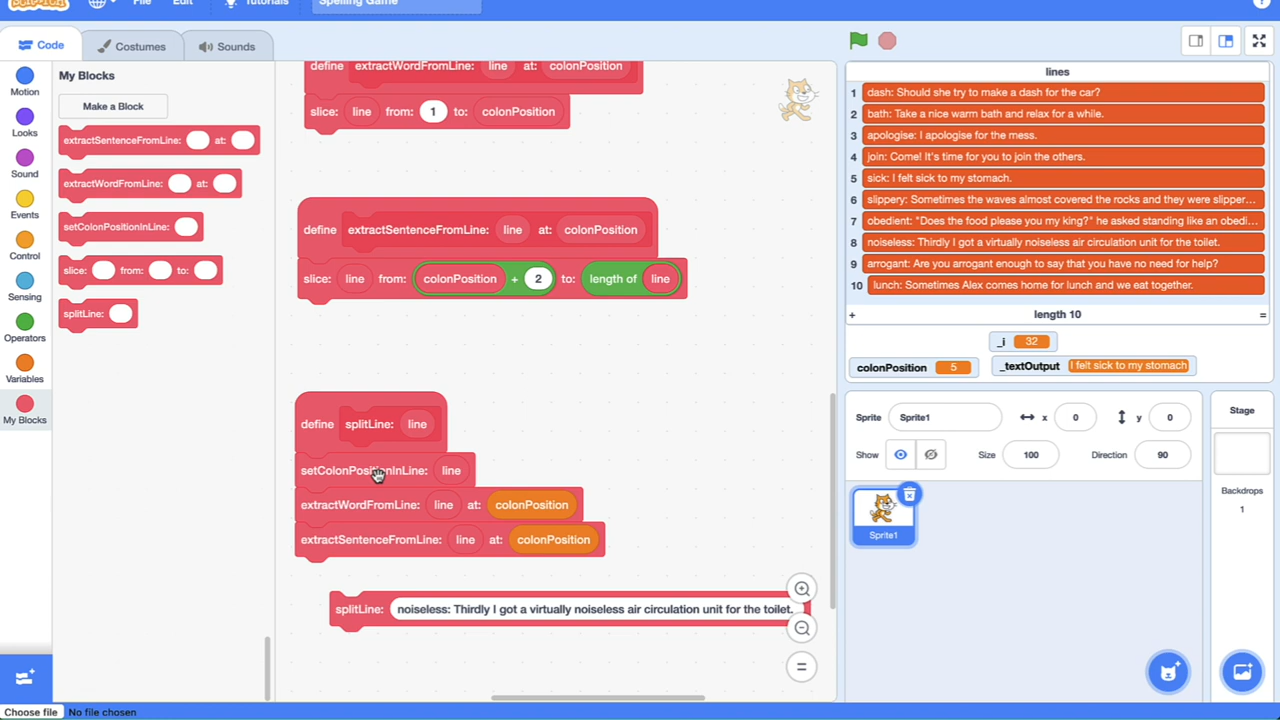 SCRATCH File Edit Tutorials Spelling Game
Code Costumes Sounds
Motion
Looks
Sound
Events
Control
Sensing
Operators
Variables
My Blocks
My Blocks
Make a Block
extractSentenceFromLine: at:
extractWordFromLine: at:
setColonPositionInLine:
slice: from: to:
splitLine:
define extractWordFromLine: line at: colonPosition
slice: line from: 1 to: colonPosition
define extractSentenceFromLine: line at: colonPosition
slice: line from: colonPosition + 2 to: length of line
define splitLine: line
setColonPositionInLine: line
extractWordFromLine: line at: colonPosition
extractSentenceFromLine: line at: colonPosition
splitLine: noiseless: Thirdly I got a virtually noiseless air circulation unit for the toilet.
lines
1 dash: Should she try to make a dash for the car?
2 bath: Take a nice warm bath and relax for a while.
3 apologise: I apologise for the mess.
4 join: Come! It's time for you to join the others.
5 sick: I felt sick to my stomach.
6 slippery: Sometimes the waves almost covered the rocks and they were slipper...
7 obedient: "Does the food please you my king?" he asked standing like an obedi...
8 noiseless: Thirdly I got a virtually noiseless air circulation unit for the toilet.
9 arrogant: Are you arrogant enough to say that you have no need for help?
10 lunch: Sometimes Alex comes home for lunch and we eat together.
+ length 10 =
_i 32
colonPosition 5 _textOutput I felt sick to my stomach
Sprite Sprite1 x 0 y 0
Show Size 100 Direction 90
Sprite1
Stage
Backdrops
1
Choose file No file chosen